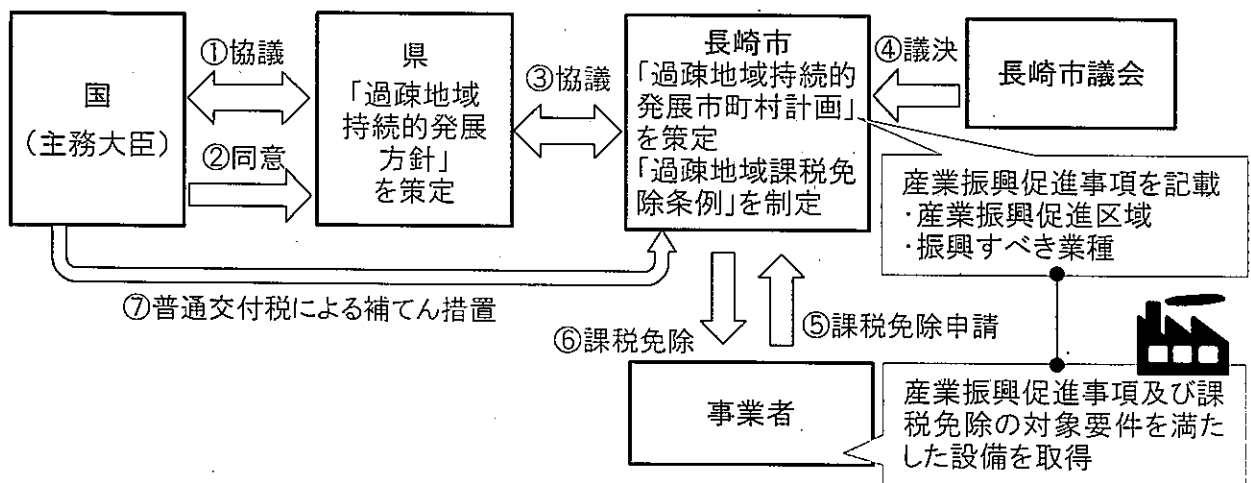 国
（主務大臣）
①協議
②同意
県
「過疎地域
持続的発展
方針」
を策定
③協議
長崎市
「過疎地域持続的
発展市町村計画」
を策定
「過疎地域課税免
除条例」を制定
④議決
長崎市議会
産業振興促進事項を記載
・産業振興促進区域
・振興すべき業種
⑦普通交付税による補てん措置
⑥課税免除
⑤課税免除申請
事業者
産業振興促進事項及び課
税免除の対象要件を満た
した設備を取得